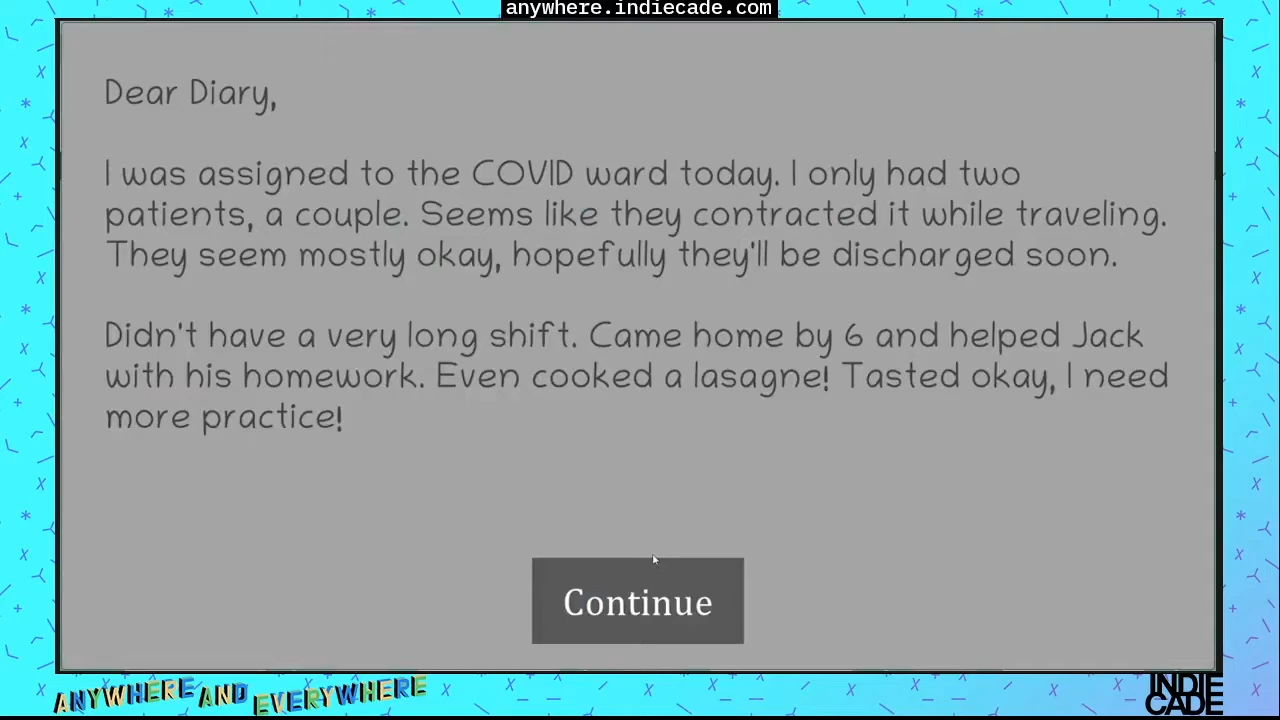 anywhere.indiecade.com
Dear Diary,
I was assigned to the COVID ward today. I only had two
patients, a couple. Seems like they contracted it while traveling.
They seem mostly okay, hopefully they'll be discharged soon.
Didn't have a very long shift. Came home by 6 and helped Jack
with his homework. Even cooked a lasagne! Tasted okay, I need
more practice!
Continue
ANYWHERE AND EVERYWHERE
INDIE
CADE